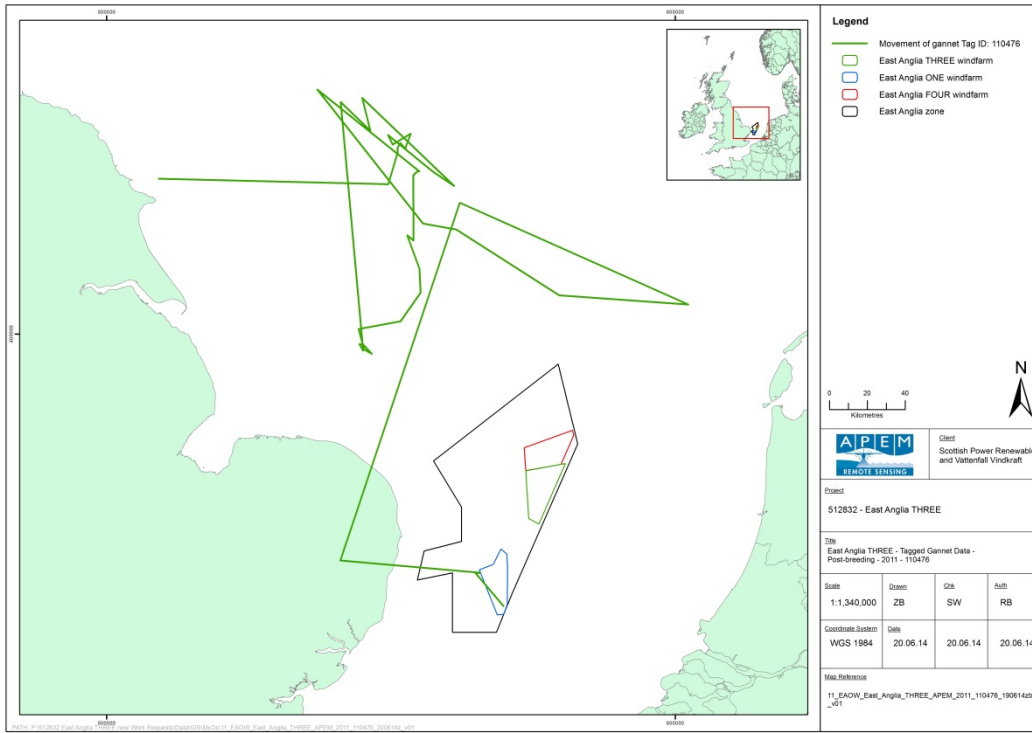 500000
600000
400000
Legend
Movement of gannet Tag ID: 110476
East Anglia THREE windfarm
East Anglia ONE windfarm
East Anglia FOUR windfarm
East Anglia zone
N
0 20 40
Kilometres
APEM
REMOTE SENSING
Client
Scottish Power Renewable
and Vattenfall Vindkraft
Project
512832 - East Anglia THREE
Title
East Anglia THREE - Tagged Gannet Data -
Post-breeding - 2011 - 110476
Scale Drawn Chk Auth
1:1,340,000 ZB SW RB
Coordinate System Date
WGS 1984 20.06.14 20.06.14 20.06.14
Map Reference
11_EAOW_East_Anglia_THREE_APEM_2011_110476_190614zb
_v01
500000
600000